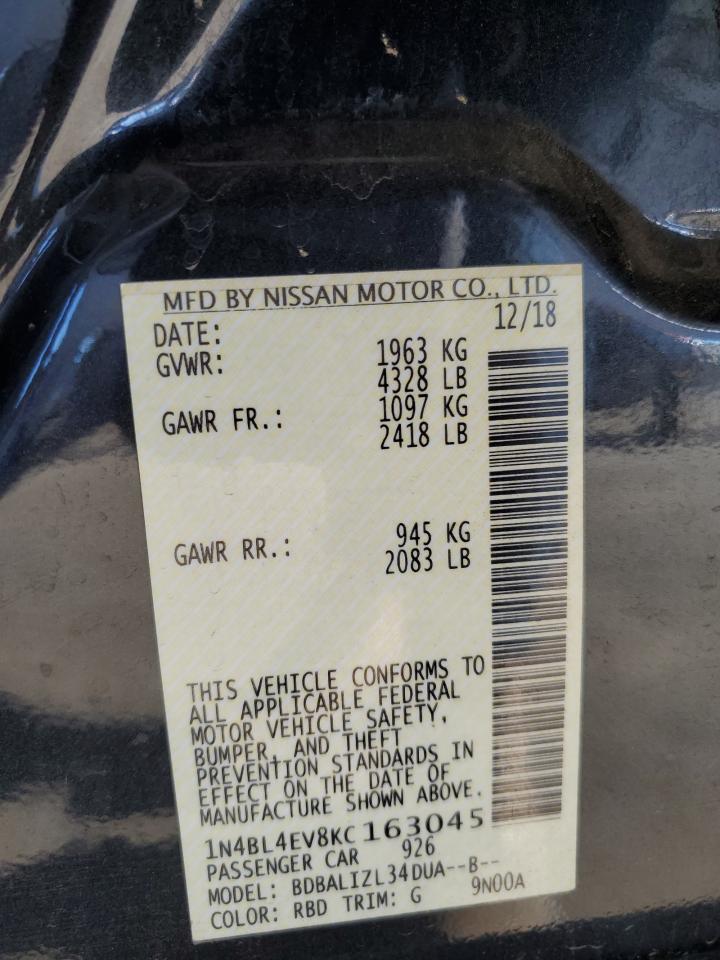 MFD BY NISSAN MOTOR CO., LTD.
DATE: 12/18
GVWR: 1963 KG
4328 LB
GAWR FR.: 1097 KG
2418 LB
GAWR RR.: 945 KG
2083 LB
THIS VEHICLE CONFORMS TO
ALL APPLICABLE FEDERAL
MOTOR VEHICLE SAFETY,
BUMPER, AND THEFT
PREVENTION STANDARDS IN
EFFECT ON THE DATE OF
MANUFACTURE SHOWN ABOVE.
1N4BL4EV8KC163045
PASSENGER CAR 926
MODEL: BDBALIZL34DUA--B--
COLOR: RBD TRIM: G 9N00A